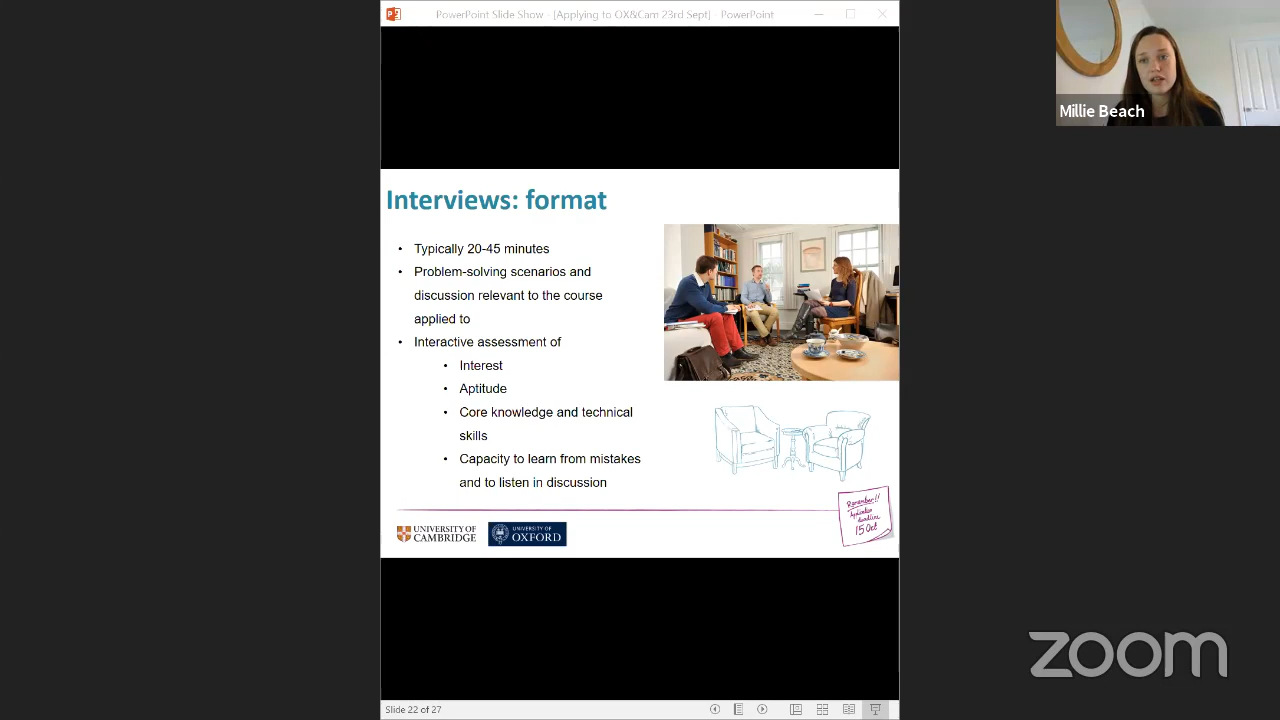 PowerPoint Slide Show - [Applying to OX&Cam 23rd Sept] - PowerPoint
Millie Beach
Interviews: format
• Typically 20-45 minutes
• Problem-solving scenarios and
discussion relevant to the course
applied to
• Interactive assessment of
• Interest
• Aptitude
• Core knowledge and technical
skills
• Capacity to learn from mistakes
and to listen in discussion
Remember!!
Application
deadline
15 Oct
UNIVERSITY OF
CAMBRIDGE
UNIVERSITY OF
OXFORD
zoom
Slide 22 of 27